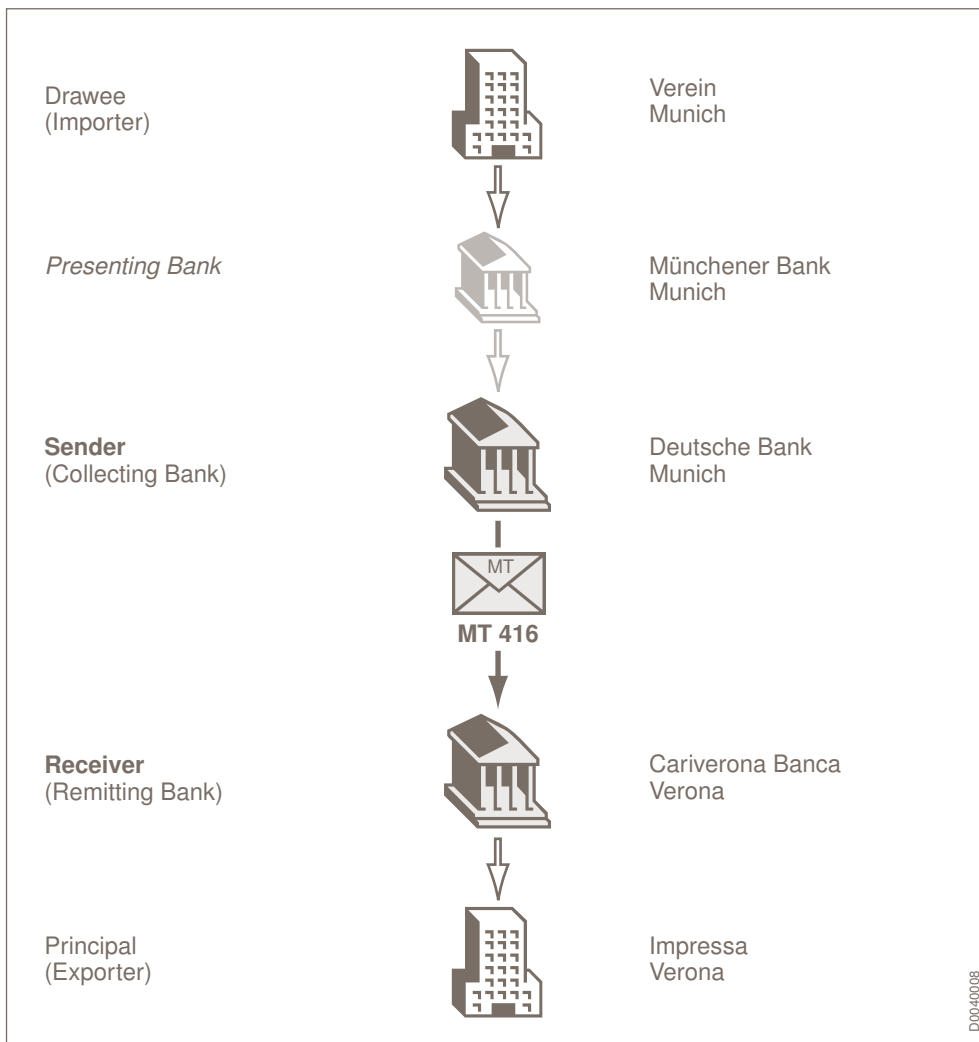 Drawee
(Importer)
Verein
Munich
Presenting Bank
Münchener Bank
Munich
Sender
(Collecting Bank)
Deutsche Bank
Munich
MT
MT 416
Receiver
(Remitting Bank)
Cariverona Banca
Verona
Principal
(Exporter)
Impressa
Verona
D0040008